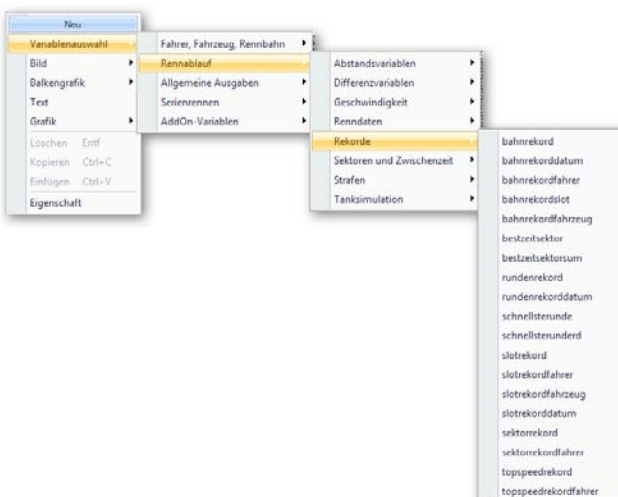 Neu
Variablenauswahl
Bild
Balkengrafik
Text
Grafik
Löschen Entf
Kopieren Ctrl+C
Einfügen Ctrl+V
Eigenschaft
Fahrer, Fahrzeug, Rennbahn
Rennablauf
Allgemeine Ausgaben
Serienrennen
AddOn-Variablen
Abstandsvariablen
Differenzvariablen
Geschwindigkeit
Renndaten
Rekorde
Sektoren und Zwischenzeit
Strafen
Tanksimulation
bahnrekord
bahnrekorddatum
bahnrekordfahrer
bahnrekordslot
bahnrekordfahrzeug
bestzeitsektor
bestzeitsektorsum
rundenrekord
rundenrekorddatum
schnellsterunde
schnellsterunderd
slotrekord
slotrekordfahrer
slotrekordfahrzeug
slotrekorddatum
sektorrekord
sektorrekordfahrer
topspeedrekord
topspeedrekordfahrer